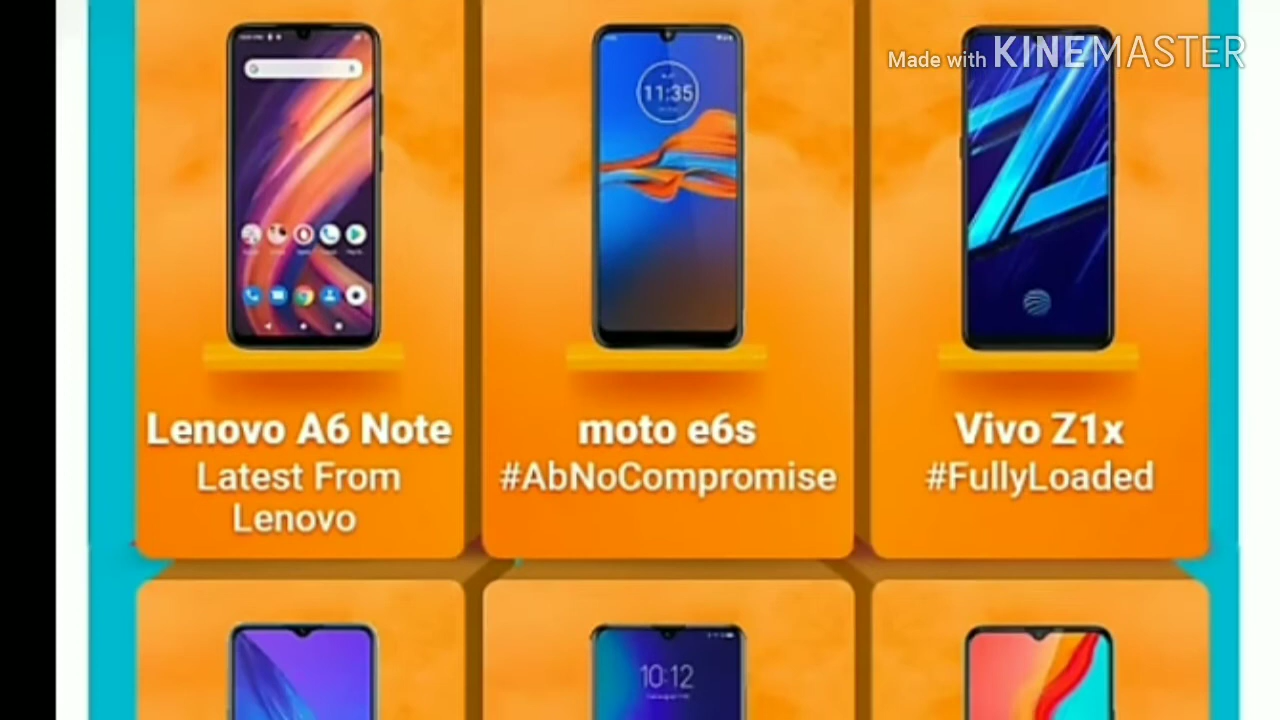 Made with KINEMASTER
11:35
Lenovo A6 Note
Latest From
Lenovo
moto e6s
#AbNoCompromise
Vivo Z1x
#FullyLoaded
10:12